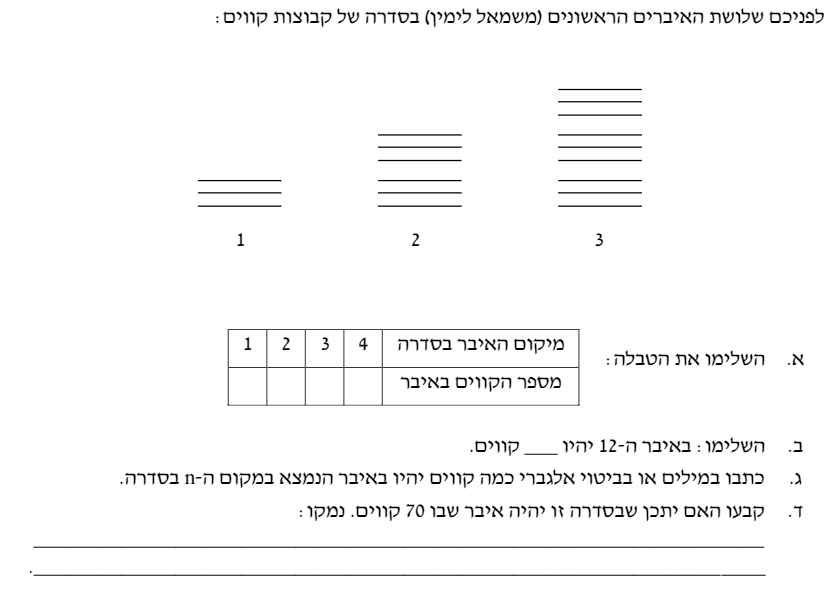 לפניכם שלושת האיברים הראשונים (משמאל לימין) בסדרה של קבוצות קווים:
1 2 3
א. השלימו את הטבלה:
מיקום האיבר בסדרה 4 3 2 1
מספר הקווים באיבר
ב. השלימו: באיבר ה-12 יהיו ___ קווים.
ג. כתבו במילים או בביטוי אלגברי כמה קווים יהיו באיבר הנמצא במקום ה-n בסדרה.
ד. קבעו האם יתכן שבסדרה זו יהיה איבר שבו 70 קווים. נמקו: